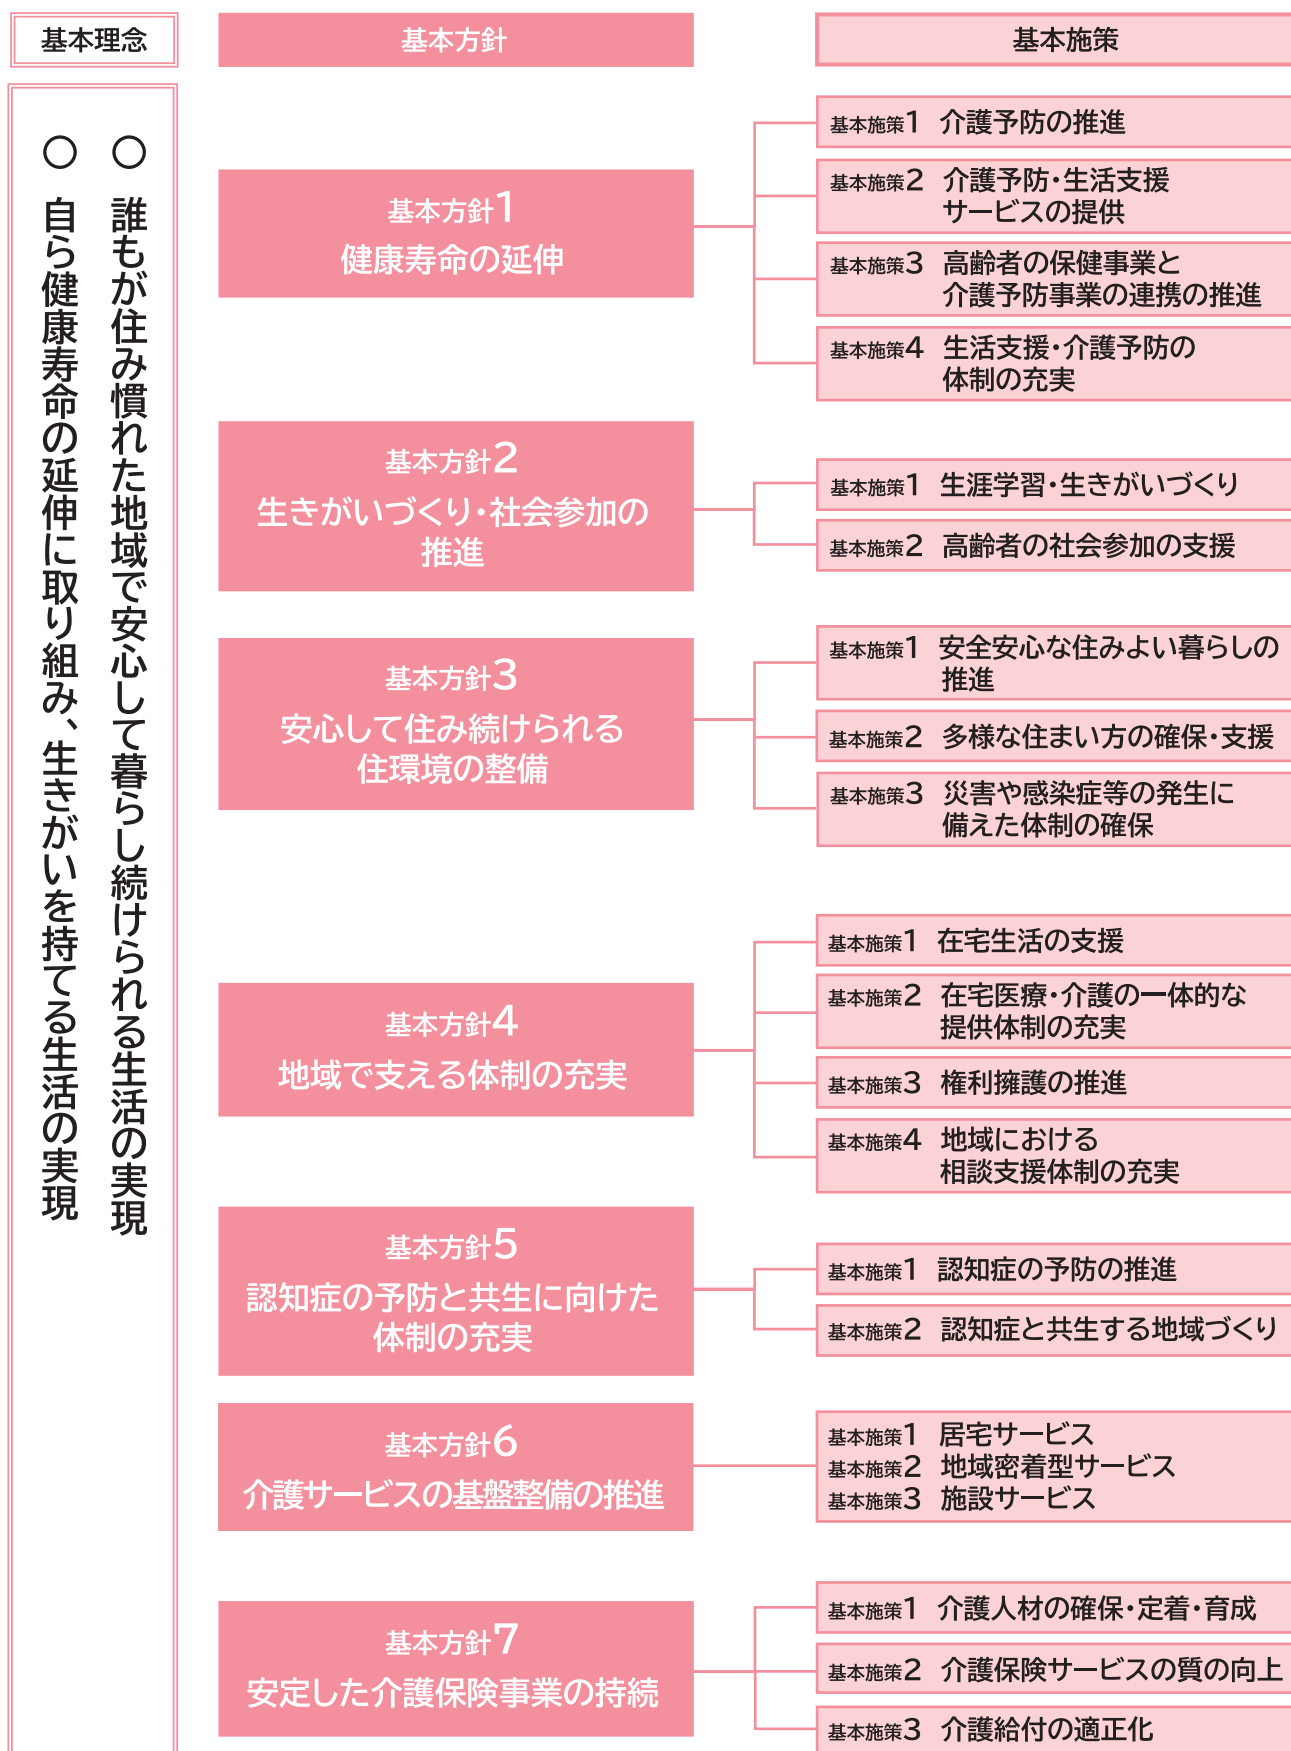 基本理念
基本方針
基本施策
○ 誰もが住み慣れた地域で安心して暮らし続けられる生活の実現
○ 自ら健康寿命の延伸に取り組み、生きがいを持てる生活の実現
基本方針1
健康寿命の延伸
基本施策1 介護予防の推進
基本施策2 介護予防・生活支援
サービスの提供
基本施策3 高齢者の保健事業と
介護予防事業の連携の推進
基本施策4 生活支援・介護予防の
体制の充実
基本方針2
生きがいづくり・社会参加の
推進
基本施策1 生涯学習・生きがいづくり
基本施策2 高齢者の社会参加の支援
基本方針3
安心して住み続けられる
住環境の整備
基本施策1 安全安心な住みよい暮らしの
推進
基本施策2 多様な住まい方の確保・支援
基本施策3 災害や感染症等の発生に
備えた体制の確保
基本方針4
地域で支える体制の充実
基本施策1 在宅生活の支援
基本施策2 在宅医療・介護の一体的な
提供体制の充実
基本施策3 権利擁護の推進
基本施策4 地域における
相談支援体制の充実
基本方針5
認知症の予防と共生に向けた
体制の充実
基本施策1 認知症の予防の推進
基本施策2 認知症と共生する地域づくり
基本方針6
介護サービスの基盤整備の推進
基本施策1 居宅サービス
基本施策2 地域密着型サービス
基本施策3 施設サービス
基本方針7
安定した介護保険事業の持続
基本施策1 介護人材の確保・定着・育成
基本施策2 介護保険サービスの質の向上
基本施策3 介護給付の適正化